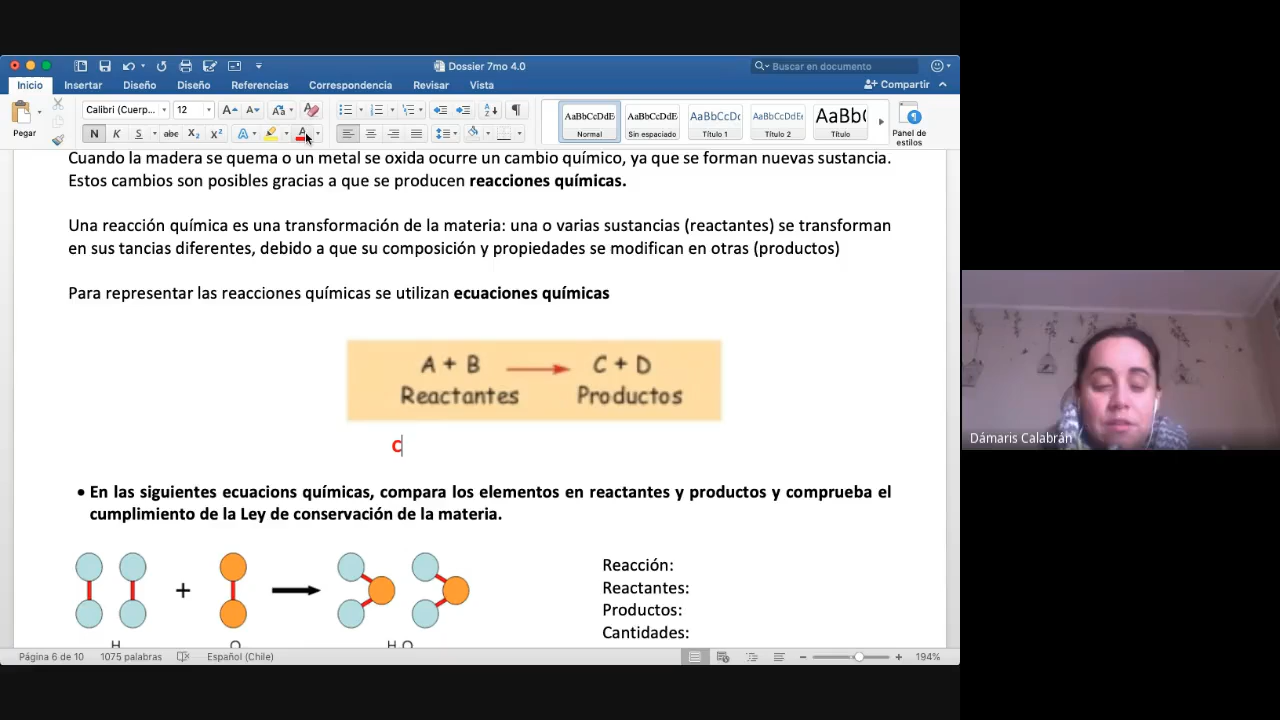 Dossier 7mo 4.0
Buscar en documento
Inicio Insertar Diseño Diseño Referencias Correspondencia Revisar Vista Compartir
Calibri (Cuerp... 12
Pegar
N K S abc X₂ X²
AaBbCcDdE AaBbCcDdE AaBbCcDc AaBbCcDdEe AaBbC
Normal Sin espaciado Título 1 Título 2 Título
Panel de estilos
Cuando la madera se quema o un metal se oxida ocurre un cambio químico, ya que se forman nuevas sustancia.
Estos cambios son posibles gracias a que se producen reacciones químicas.
Una reacción química es una transformación de la materia: una o varias sustancias (reactantes) se transforman
en sus tancias diferentes, debido a que su composición y propiedades se modifican en otras (productos)
Para representar las reacciones químicas se utilizan ecuaciones químicas
A + B C + D
Reactantes Productos
C
• En las siguientes ecuacions químicas, compara los elementos en reactantes y productos y comprueba el
cumplimiento de la Ley de conservación de la materia.
+
Reacción:
Reactantes:
Productos:
Cantidades:
H O H O
Página 6 de 10 1075 palabras Español (Chile) 194%
Dámaris Calabrán